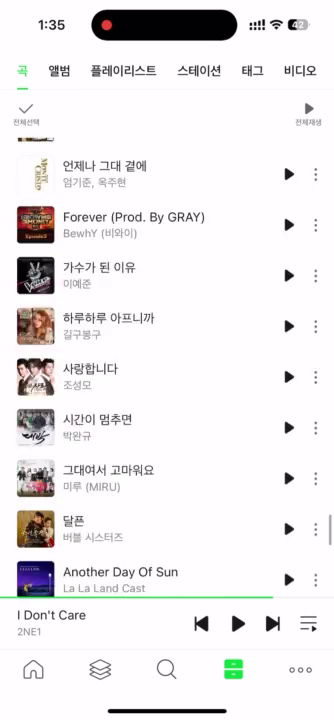 1:35
42
곡 앨범 플레이리스트 스테이션 태그 비디오
전체선택 전체재생
언제나 그대 곁에
엄기준, 옥주현
Forever (Prod. By GRAY)
BewhY (비와이)
가수가 된 이유
이예준
하루하루 아프니까
길구봉구
사랑합니다
조성모
시간이 멈추면
박완규
그대여서 고마워요
미루 (MIRU)
달픈
버블 시스터즈
Another Day Of Sun
La La Land Cast
I Don't Care
2NE1